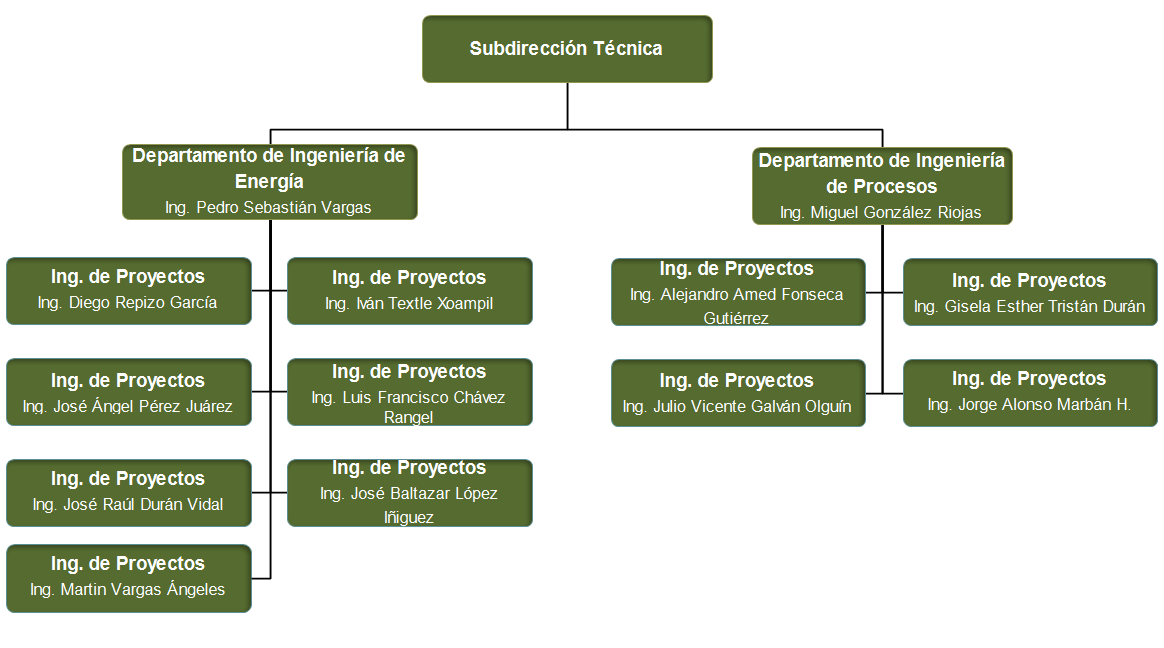 Subdirección Técnica
Departamento de Ingeniería de
Energía
Ing. Pedro Sebastián Vargas
Departamento de Ingeniería
de Procesos
Ing. Miguel González Riojas
Ing. de Proyectos
Ing. Diego Repizo García
Ing. de Proyectos
Ing. Iván Textle Xoampil
Ing. de Proyectos
Ing. José Ángel Pérez Juárez
Ing. de Proyectos
Ing. Luis Francisco Chávez
Rangel
Ing. de Proyectos
Ing. José Raúl Durán Vidal
Ing. de Proyectos
Ing. José Baltazar López
Iñiguez
Ing. de Proyectos
Ing. Martin Vargas Ángeles
Ing. de Proyectos
Ing. Alejandro Amed Fonseca
Gutiérrez
Ing. de Proyectos
Ing. Gisela Esther Tristán Durán
Ing. de Proyectos
Ing. Julio Vicente Galván Olguín
Ing. de Proyectos
Ing. Jorge Alonso Marbán H.